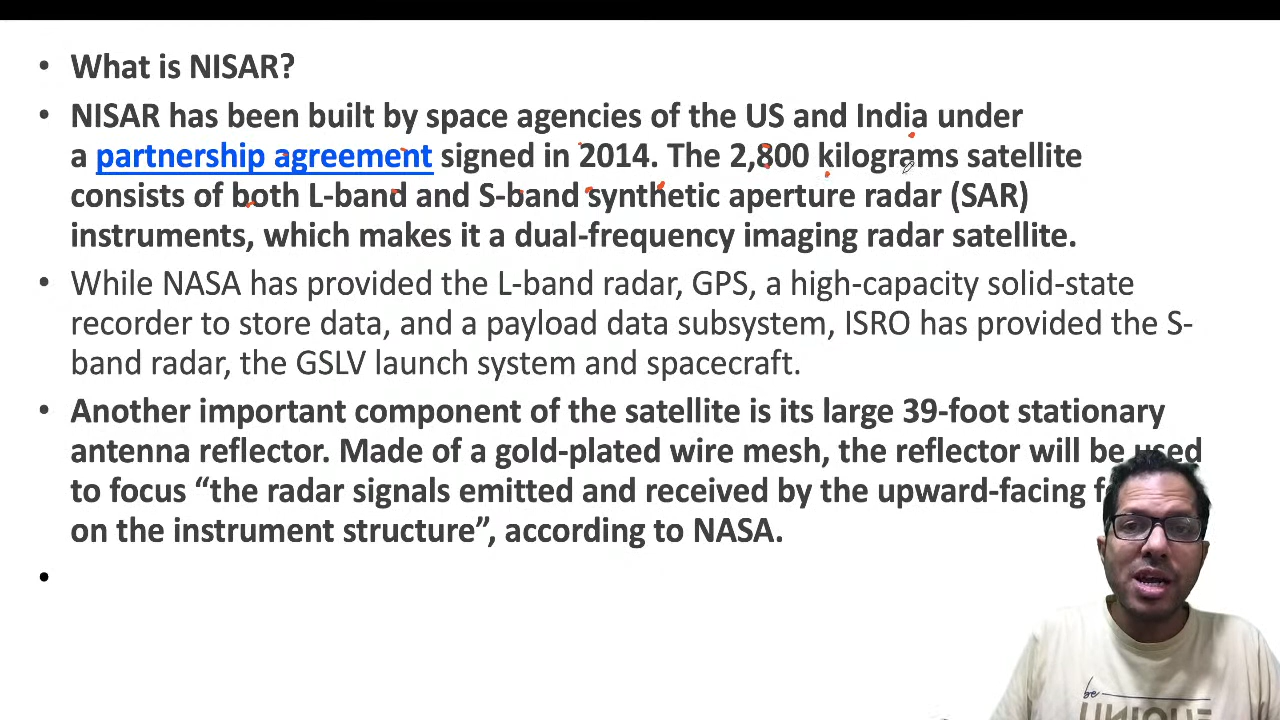 • What is NISAR?
• NISAR has been built by space agencies of the US and India under
a partnership agreement signed in 2014. The 2,800 kilograms satellite
consists of both L-band and S-band synthetic aperture radar (SAR)
instruments, which makes it a dual-frequency imaging radar satellite.
• While NASA has provided the L-band radar, GPS, a high-capacity solid-state
recorder to store data, and a payload data subsystem, ISRO has provided the S-
band radar, the GSLV launch system and spacecraft.
• Another important component of the satellite is its large 39-foot stationary
antenna reflector. Made of a gold-plated wire mesh, the reflector will be used
to focus “the radar signals emitted and received by the upward-facing
on the instrument structure”, according to NASA.
•
be
UNIQUE